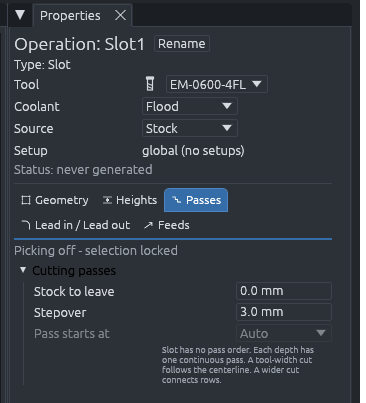 Properties
Operation: Slot1 Rename
Type: Slot
Tool EM-0600-4FL
Coolant Flood
Source Stock
Setup global (no setups)
Status: never generated
Geometry Heights Passes
Lead in / Lead out Feeds
Picking off - selection locked
Cutting passes
Stock to leave 0.0 mm
Stepover 3.0 mm
Pass starts at Auto
Slot has no pass order. Each depth has
one continuous pass. A tool-width cut
follows the centerline. A wider cut
connects rows.